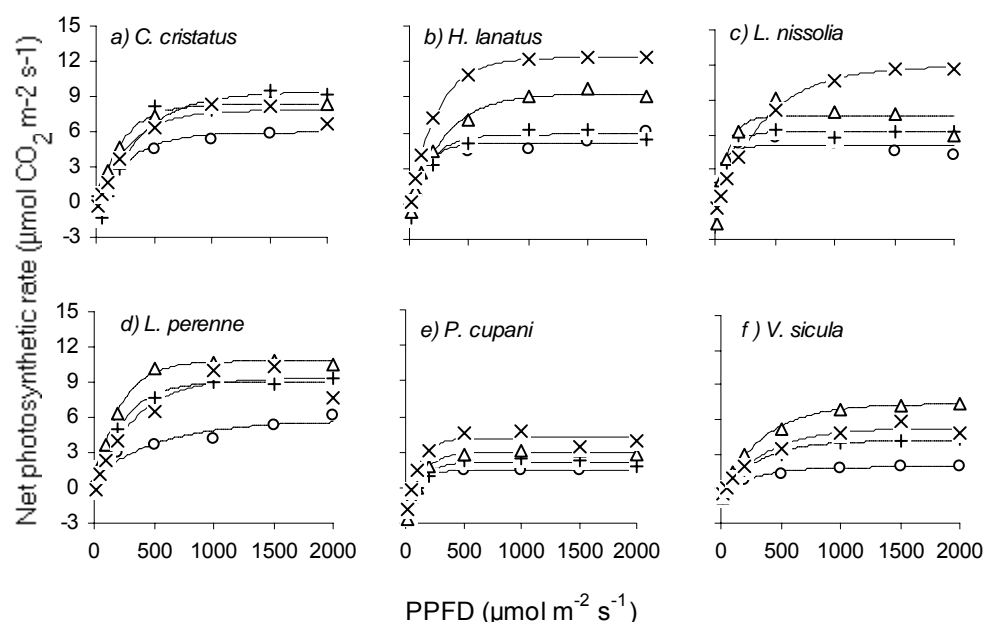 Net photosynthetic rate (µmol CO2 m-2 s-1)
15
12
9
6
3
0
-3
a) C. cristatus
b) H. lanatus
c) L. nissolia
15
12
9
6
3
0
-3
d) L. perenne
e) P. cupani
f ) V. sicula
0 500 1000 1500 2000
0 500 1000 1500 2000
0 500 1000 1500 2000
PPFD (µmol m-2 s-1)